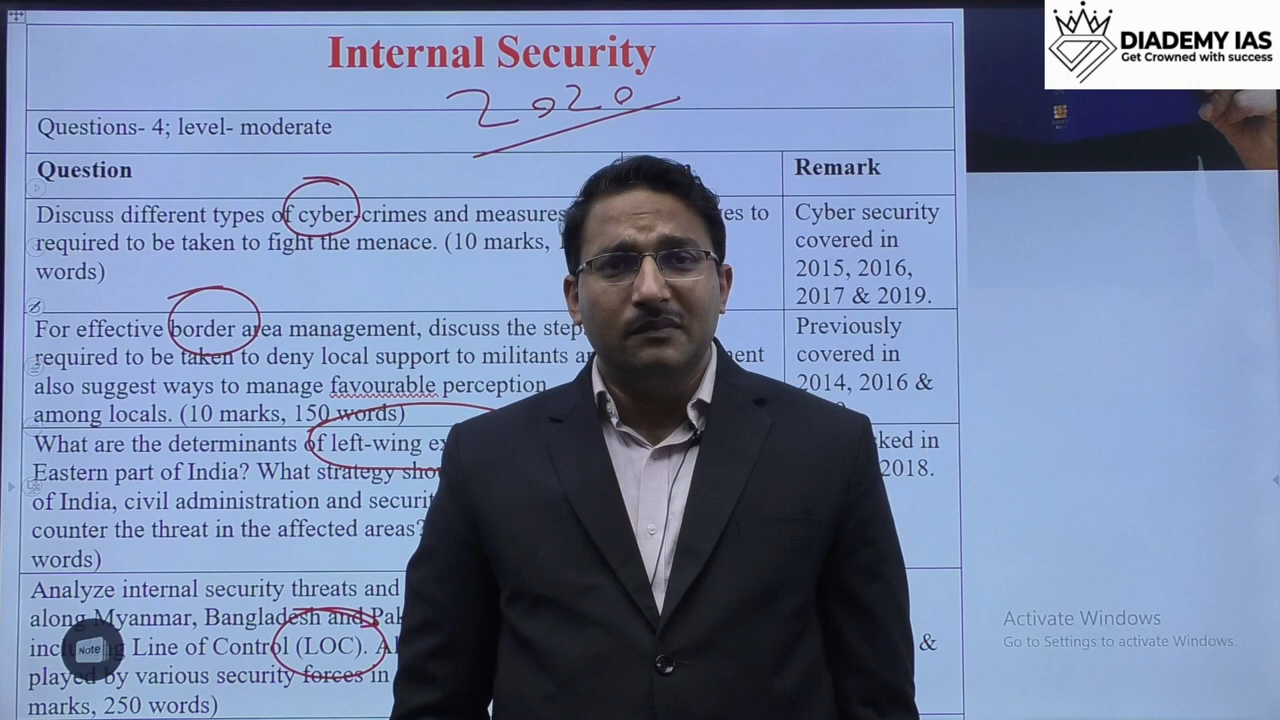 DIADEMY IAS
Get Crowned with success
Internal Security
2020
Questions- 4; level- moderate
Question
Remark
Discuss different types of cyber-crimes and measures
required to be taken to fight the menace. (10 marks,
words)
es to
Cyber security
covered in
2015, 2016,
2017 & 2019.
For effective border area management, discuss the
required to be taken to deny local support to militants
also suggest ways to manage favourable perception
among locals. (10 marks, 150 words)
Previously
covered in
2014, 2016 &
What are the determinants of left-wing
Eastern part of India? What strategy
of India, civil administration and
counter the threat in the affected areas?
words)
in
2018.
Analyze internal security threats and
along Myanmar, Bangladesh and
Line of Control (LOC).
played by various security forces in
marks, 250 words)
&
Note
Activate Windows
Go to Settings to activate Windows.